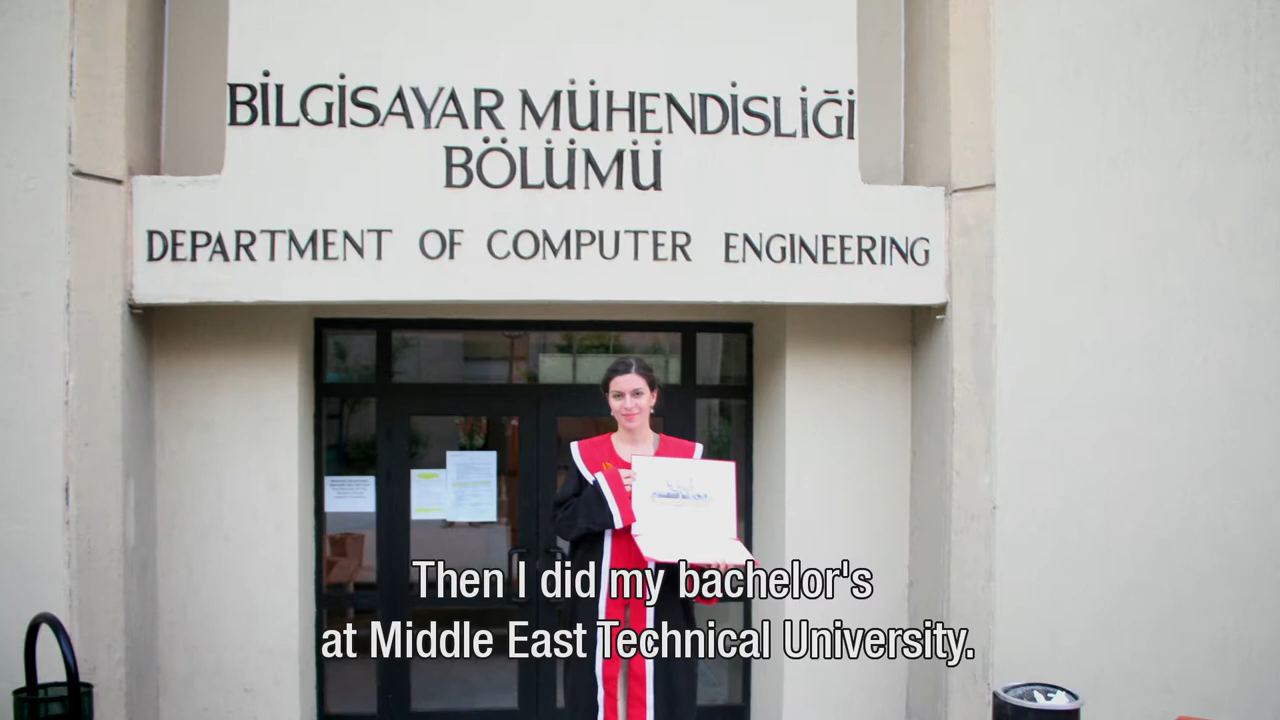 BİLGİSAYAR MÜHENDİSLİĞİ
BÖLÜMÜ
DEPARTMENT OF COMPUTER ENGINEERING
Then I did my bachelor's
at Middle East Technical University.